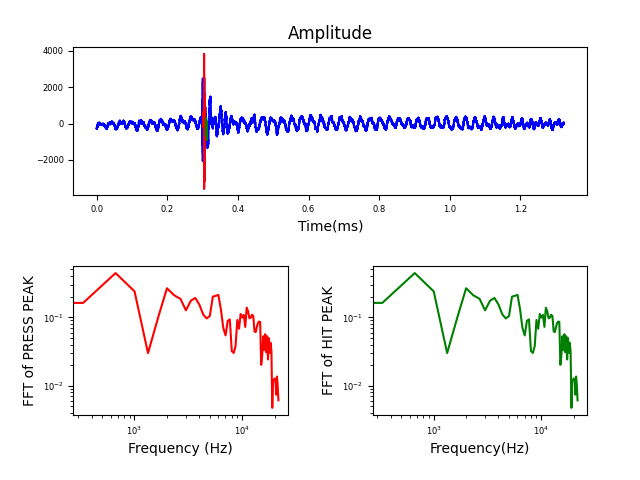 Amplitude
4000
2000
0
−2000
0.0 0.2 0.4 0.6 0.8 1.0 1.2
Time(ms)
FFT of PRESS PEAK
10⁻¹
10⁻²
10³ 10⁴
Frequency (Hz)
FFT of HIT PEAK
10⁻¹
10⁻²
10³ 10⁴
Frequency(Hz)